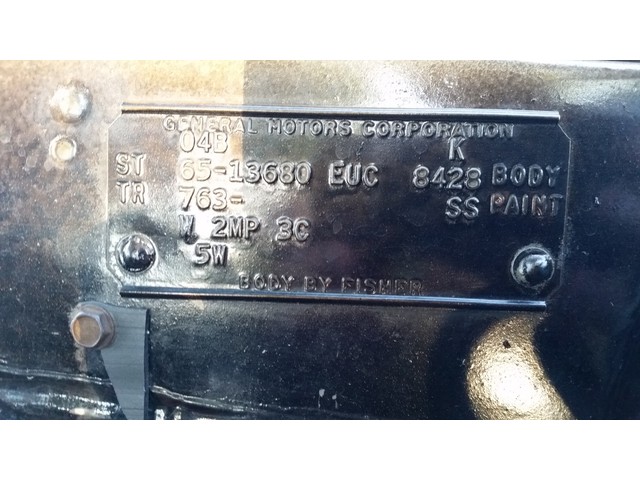 GENERAL MOTORS CORPORATION
04B K
ST 65-13680 EUC 8428 BODY
TR 763- SS PAINT
W 2MP 3C
5W
BODY BY FISHER